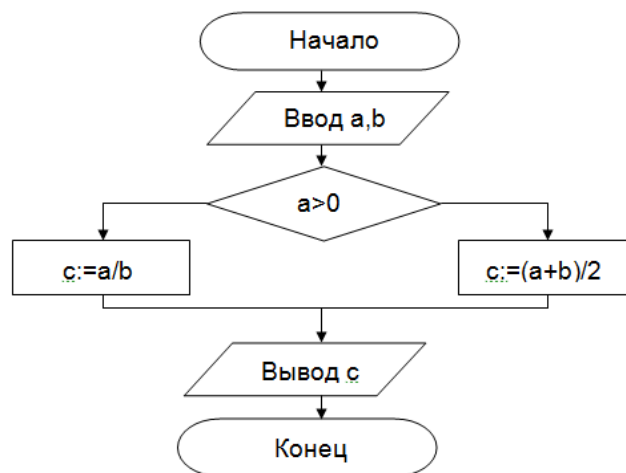 Начало
Ввод a,b
a>0
c:=a/b
c:=(a+b)/2
Вывод c
Конец